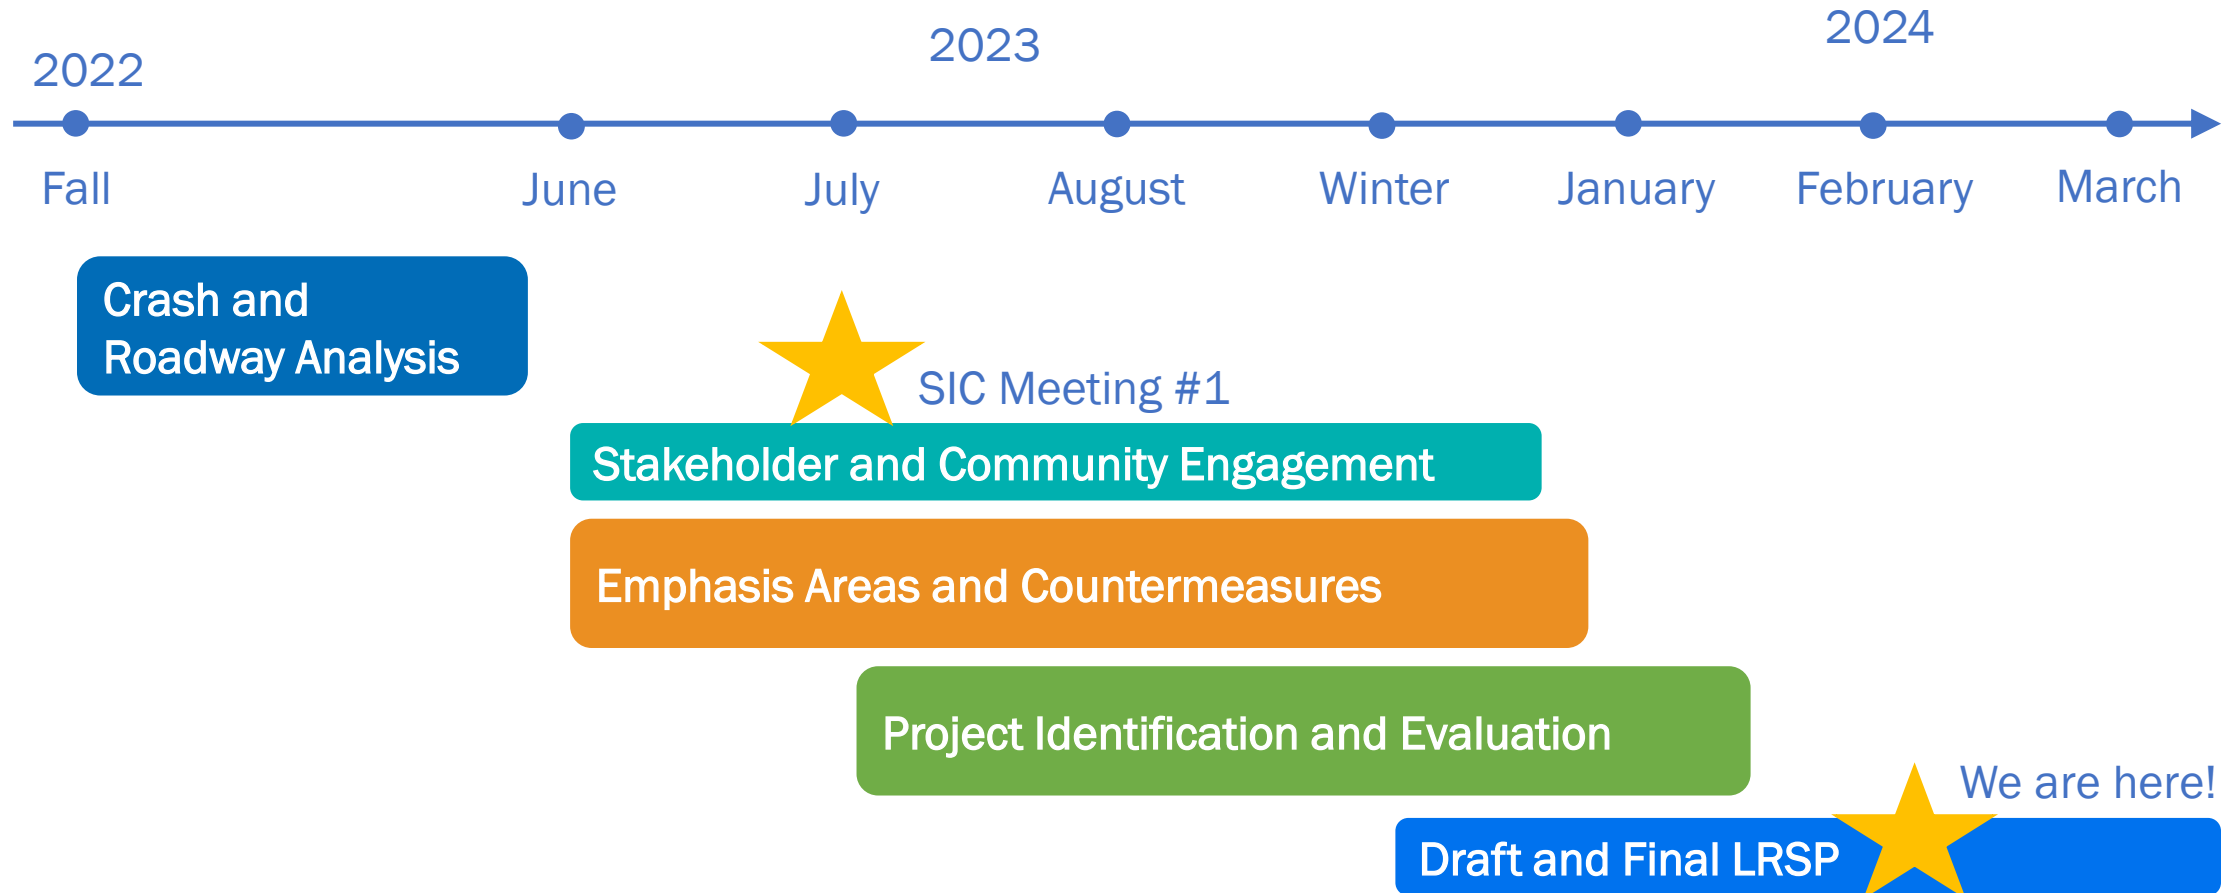 2022
2023
2024
Fall
June
July
August
Winter
January
February
March
Crash and
Roadway Analysis
SIC Meeting #1
Stakeholder and Community Engagement
Emphasis Areas and Countermeasures
Project Identification and Evaluation
We are here!
Draft and Final LRSP